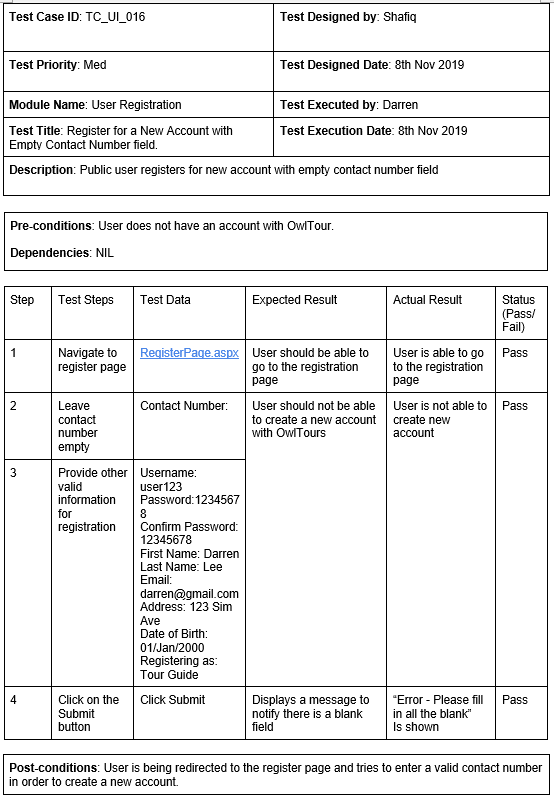 Test Case ID: TC_UI_016
Test Designed by: Shafiq
Test Priority: Med
Test Designed Date: 8th Nov 2019
Module Name: User Registration
Test Executed by: Darren
Test Title: Register for a New Account with
Empty Contact Number field.
Test Execution Date: 8th Nov 2019
Description: Public user registers for new account with empty contact number field
Pre-conditions: User does not have an account with OwlTour.
Dependencies: NIL
Step
Test Steps
Test Data
Expected Result
Actual Result
Status
(Pass/
Fail)
1
Navigate to
register page
RegisterPage.aspx
User should be able to
go to the registration
page
User is able to go
to the registration
page
Pass
2
Leave
contact
number
empty
Contact Number:
User should not be able
to create a new account
with OwlTours
User is not able to
create new
account
Pass
3
Provide other
valid
information
for
registration
Username:
user123
Password:1234567
8
Confirm Password:
12345678
First Name: Darren
Last Name: Lee
Email:
darren@gmail.com
Address: 123 Sim
Ave
Date of Birth:
01/Jan/2000
Registering as:
Tour Guide
4
Click on the
Submit
button
Click Submit
Displays a message to
notify there is a blank
field
“Error - Please fill
in all the blank”
Is shown
Pass
Post-conditions: User is being redirected to the register page and tries to enter a valid contact number
in order to create a new account.